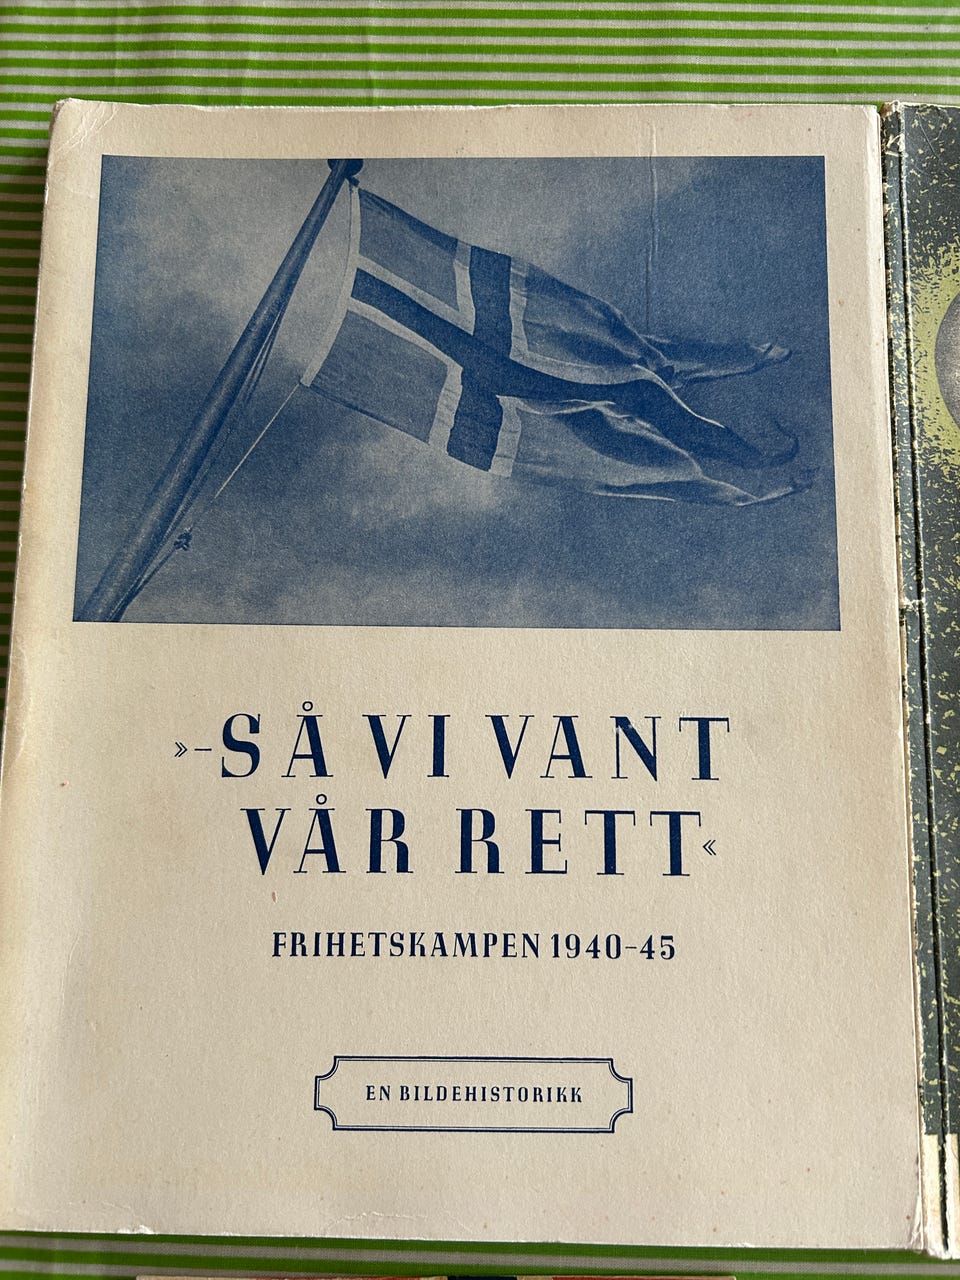 »–SÅ VI VANT
VÅR RETT«
FRIHETSKAMPEN 1940–45
EN BILDEHISTORIKK